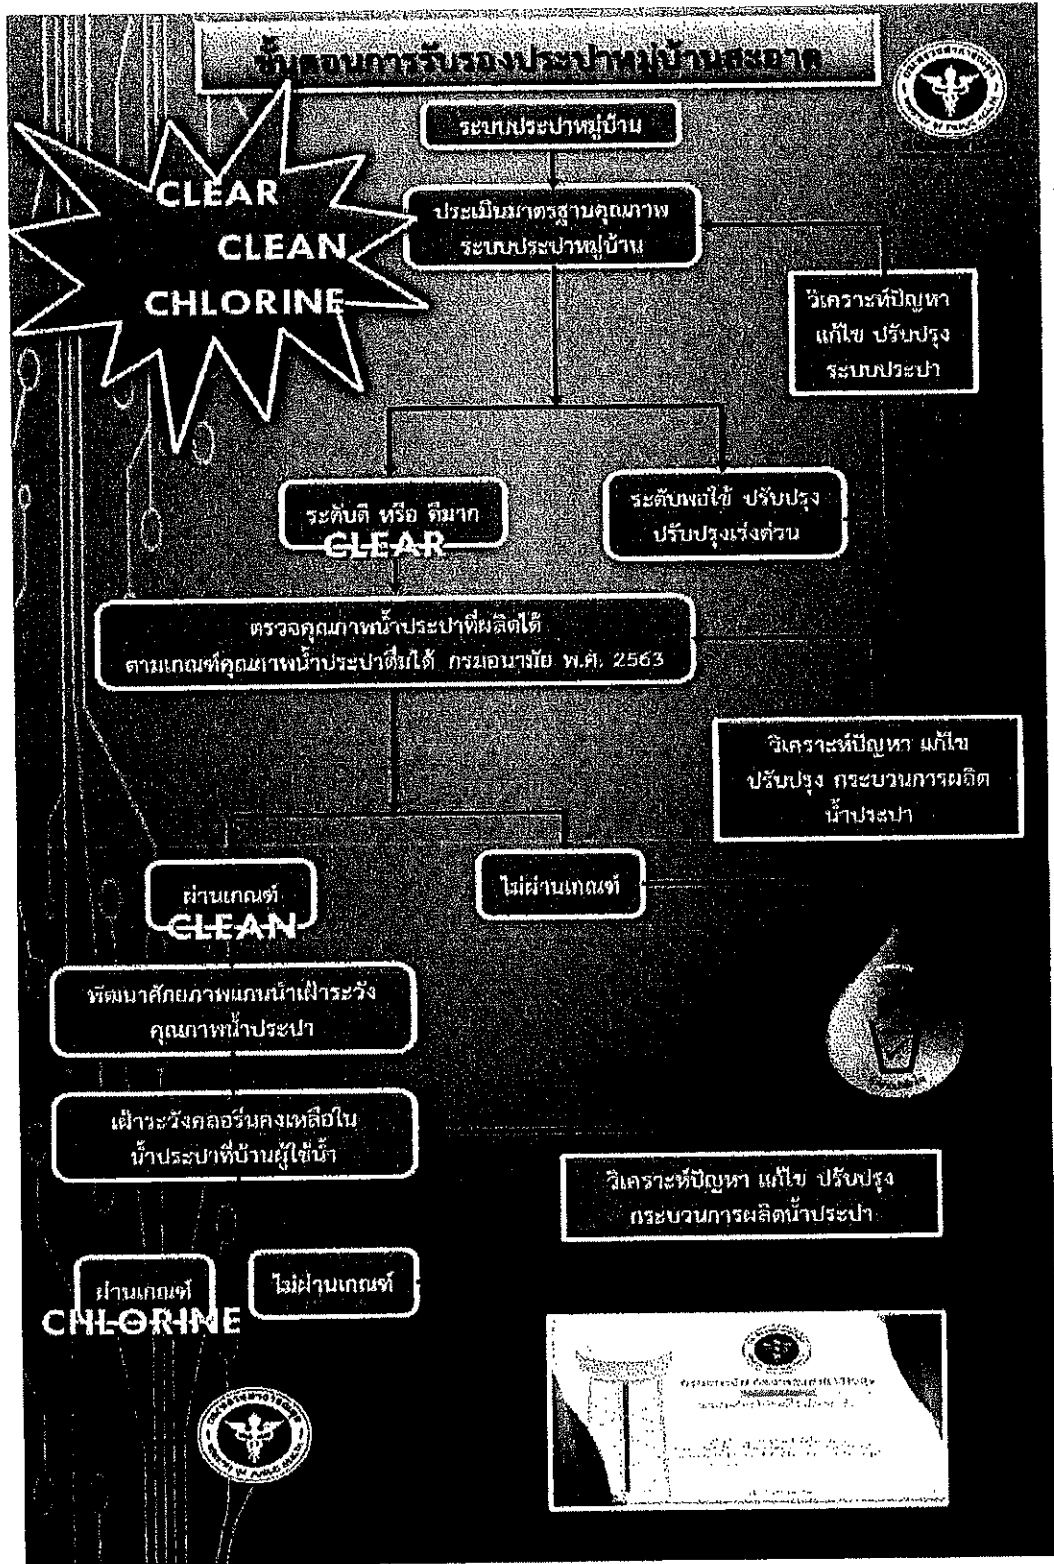 ขั้นตอนการรับรองประปาหมู่บ้านสะอาด
ระบบประปาหมู่บ้าน
CLEAR
CLEAN
CHLORINE
ประเมินมาตรฐานคุณภาพ
ระบบประปาหมู่บ้าน
วิเคราะห์ปัญหา
แก้ไข ปรับปรุง
ระบบประปา
ระดับดี หรือ ดีมาก
CLEAR
ระดับพอใช้ ปรับปรุง
ปรับปรุงเร่งด่วน
ตรวจคุณภาพน้ำประปาที่ผลิตได้
ตามเกณฑ์คุณภาพน้ำประปาดื่มได้ กรมอนามัย พ.ศ. 2563
วิเคราะห์ปัญหา แก้ไข
ปรับปรุง กระบวนการผลิต
น้ำประปา
ผ่านเกณฑ์
CLEAN
ไม่ผ่านเกณฑ์
พัฒนาศักยภาพแกนนำเฝ้าระวัง
คุณภาพน้ำประปา
เฝ้าระวังคลอรีนคงเหลือใน
น้ำประปาที่บ้านผู้ใช้น้ำ
วิเคราะห์ปัญหา แก้ไข ปรับปรุง
กระบวนการผลิตน้ำประปา
ผ่านเกณฑ์
CHLORINE
ไม่ผ่านเกณฑ์